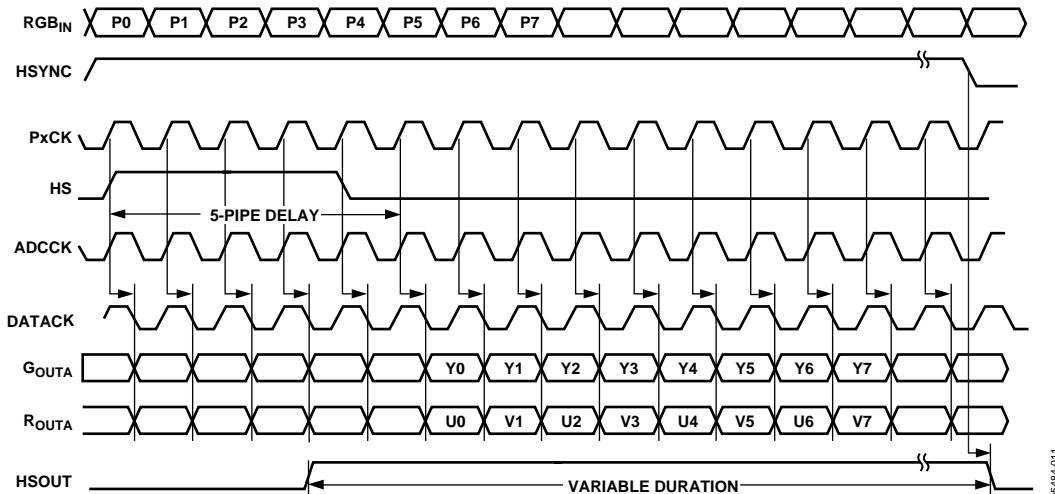 RGBIN P0 P1 P2 P3 P4 P5 P6 P7
HSYNC
PxCK
HS
5-PIPE DELAY
ADCCK
DATACK
GOUTA Y0 Y1 Y2 Y3 Y4 Y5 Y6 Y7
ROUTA U0 V1 U2 V3 U4 V5 U6 V7
HSOUT
VARIABLE DURATION